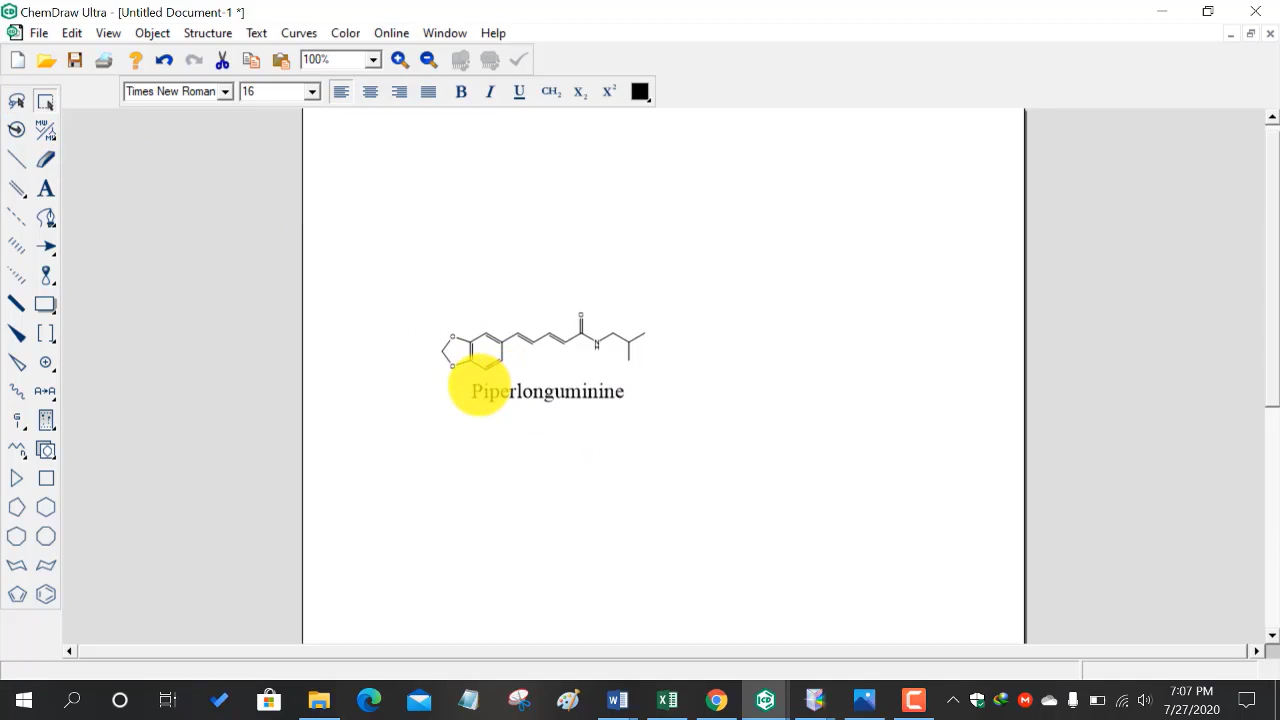 ChemDraw Ultra - [Untitled Document-1 *]
File Edit View Object Structure Text Curves Color Online Window Help
100%
Times New Roman 16 B I U CH2 X2 X2
MW
A
A→A
O
O
O
N
H
Piperlonguminine
7:07 PM
7/27/2020